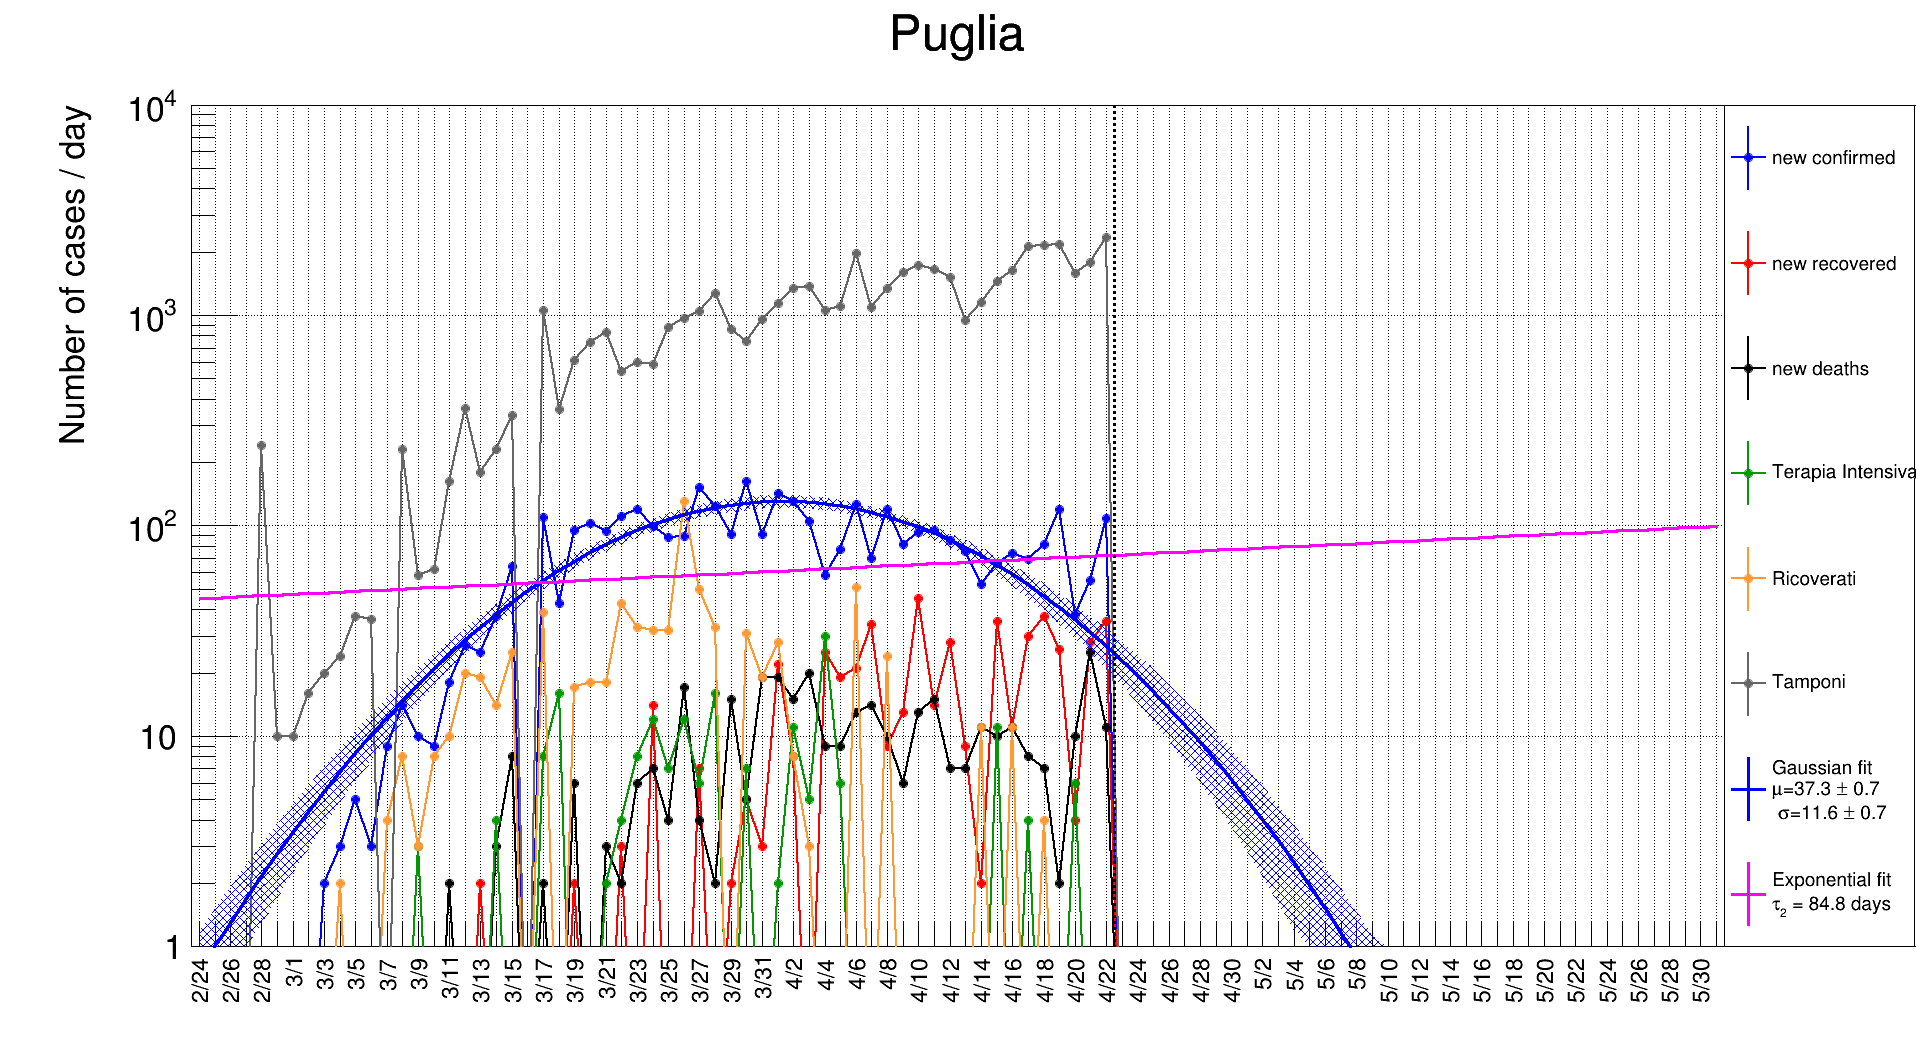 Puglia
Number of cases / day
10⁴
10³
10²
10
1
2/24 2/26 2/28 3/1 3/3 3/5 3/7 3/9 3/11 3/13 3/15 3/17 3/19 3/21 3/23 3/25 3/27 3/29 3/31 4/2 4/4 4/6 4/8 4/10 4/12 4/14 4/16 4/18 4/20 4/22 4/24 4/26 4/28 4/30 5/2 5/4 5/6 5/8 5/10 5/12 5/14 5/16 5/18 5/20 5/22 5/24 5/26 5/28 5/30
new confirmed
new recovered
new deaths
Terapia Intensiva
Ricoverati
Tamponi
Gaussian fit
μ=37.3 ± 0.7
σ=11.6 ± 0.7
Exponential fit
τ₂ = 84.8 days